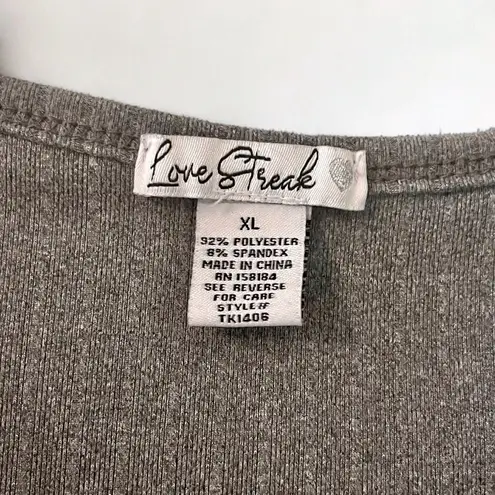 Love Streak
XL
92% POLYESTER
8% SPANDEX
MADE IN CHINA
RN 158184
SEE REVERSE
FOR CARE
STYLE#
TK1406